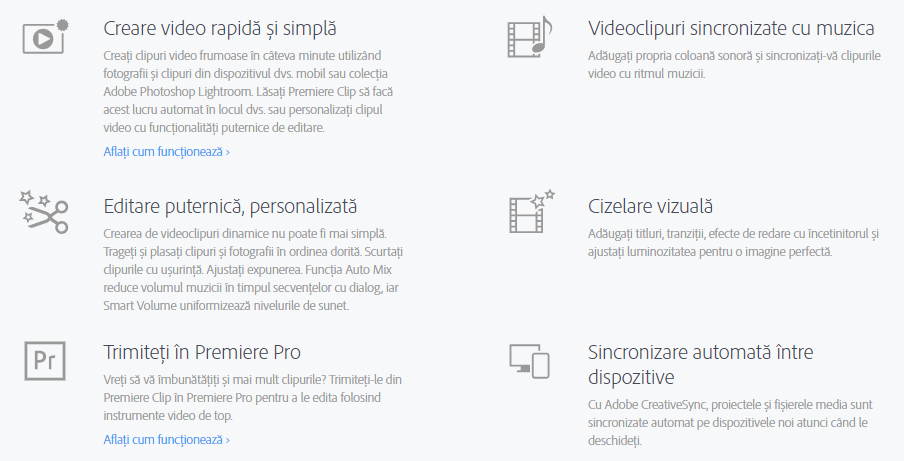 Creare video rapidă și simplă
Creați clipuri video frumoase în câteva minute utilizând
fotografii și clipuri din dispozitivul dvs. mobil sau colecția
Adobe Photoshop Lightroom. Lăsați Premiere Clip să facă
acest lucru automat în locul dvs. sau personalizați clipul
video cu funcționalități puternice de editare.
Aflați cum funcționează ›
Videoclipuri sincronizate cu muzica
Adăugați propria coloană sonoră și sincronizați-vă clipurile
video cu ritmul muzicii.
Editare puternică, personalizată
Crearea de videoclipuri dinamice nu poate fi mai simplă.
Trageți și plasați clipuri și fotografii în ordinea dorită. Scurtați
clipurile cu ușurință. Ajustați expunerea. Funcția Auto Mix
reduce volumul muzicii în timpul secvențelor cu dialog, iar
Smart Volume uniformizează nivelurile de sunet.
Cizelare vizuală
Adăugați titluri, tranziții, efecte de redare cu încetinitorul și
ajustați luminozitatea pentru o imagine perfectă.
Pr
Trimiteți în Premiere Pro
Vreți să vă îmbunătățiți și mai mult clipurile? Trimiteți-le din
Premiere Clip în Premiere Pro pentru a le edita folosind
instrumente video de top.
Aflați cum funcționează ›
Sincronizare automată între
dispozitive
Cu Adobe CreativeSync, proiectele și fișierele media sunt
sincronizate automat pe dispozitivele noi atunci când le
deschideți.